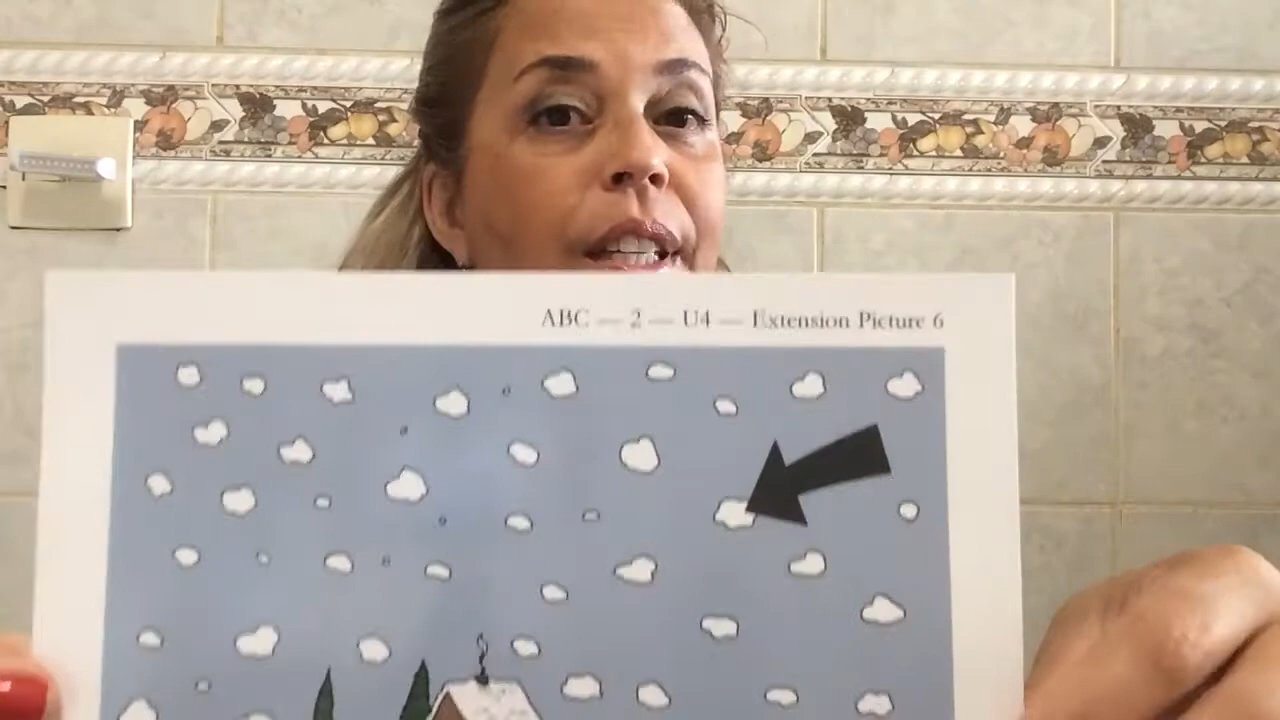 ABC — 2 — U4 — Extension Picture 6